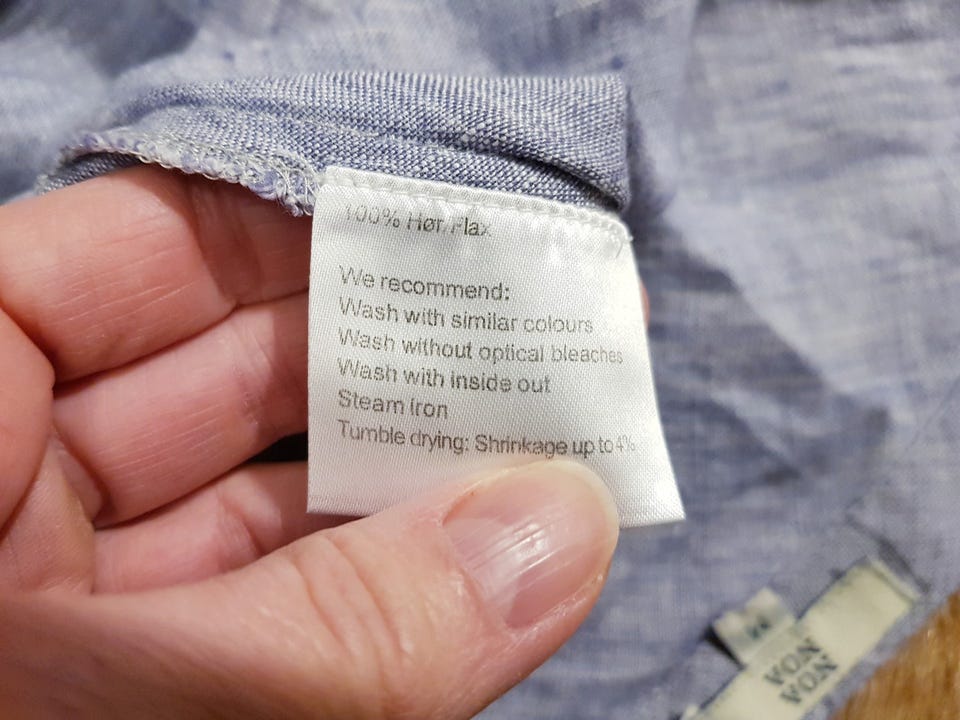 100% Hør. Flax
We recommend:
Wash with similar colours
Wash without optical bleaches
Wash with inside out
Steam iron
Tumble drying: Shrinkage up to 4%
VON
VON